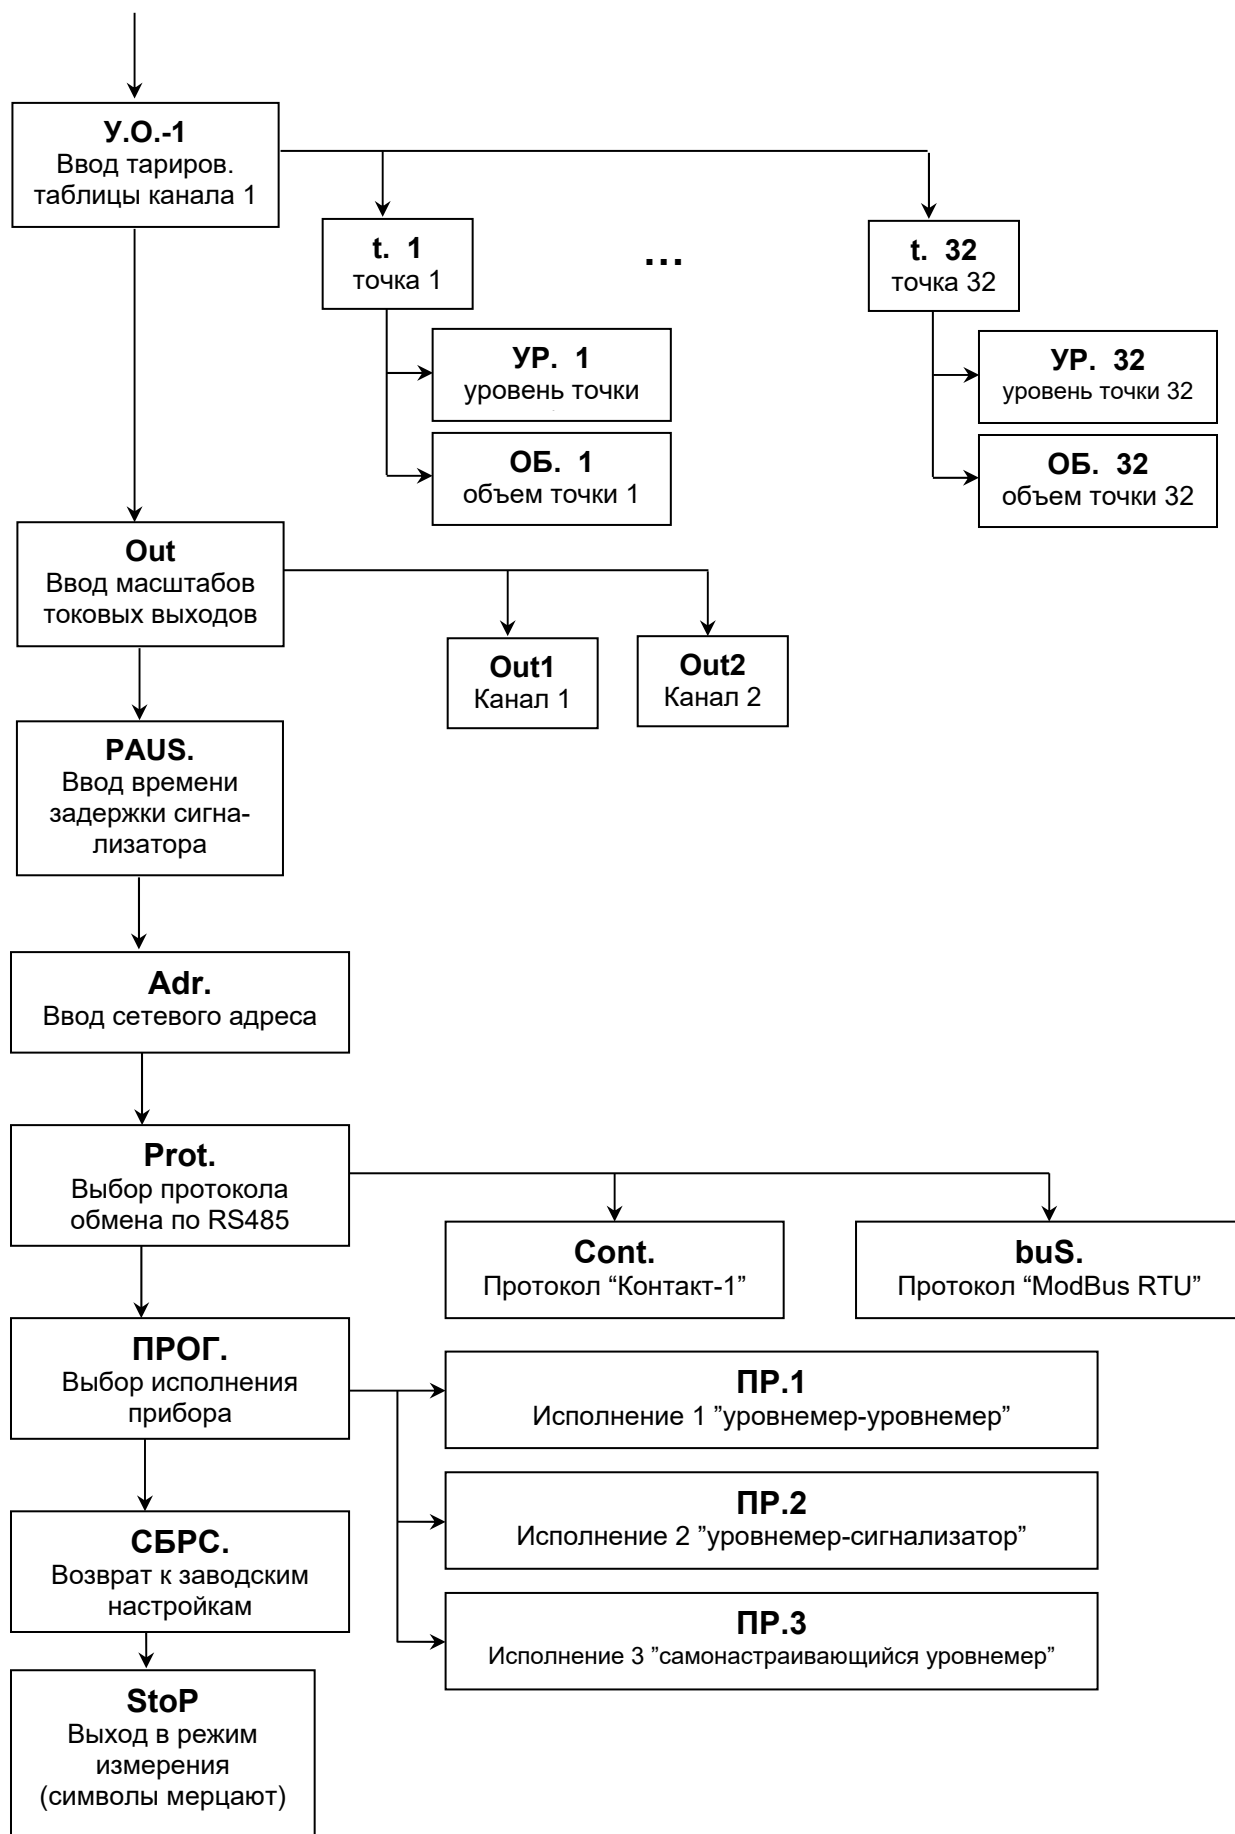 У.О.-1
Ввод тариров.
таблицы канала 1
t. 1
точка 1
...
t. 32
точка 32
УР. 1
уровень точки
ОБ. 1
объем точки 1
УР. 32
уровень точки 32
ОБ. 32
объем точки 32
Out
Ввод масштабов
токовых выходов
Out1
Канал 1
Out2
Канал 2
PAUS.
Ввод времени
задержки сигна-
лизатора
Adr.
Ввод сетевого адреса
Prot.
Выбор протокола
обмена по RS485
Cont.
Протокол “Контакт-1”
buS.
Протокол “ModBus RTU”
ПРОГ.
Выбор исполнения
прибора
ПР.1
Исполнение 1 ”уровнемер-уровнемер”
ПР.2
Исполнение 2 ”уровнемер-сигнализатор”
ПР.3
Исполнение 3 ”самонастраивающийся уровнемер”
СБРС.
Возврат к заводским
настройкам
StoP
Выход в режим
измерения
(символы мерцают)